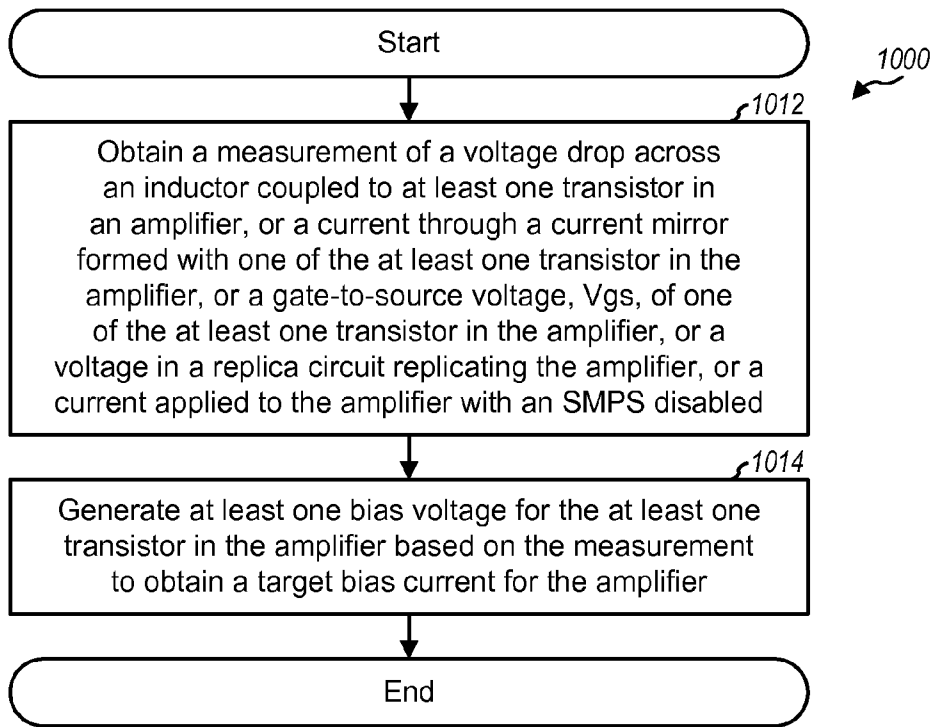 Start
1000
1012
Obtain a measurement of a voltage drop across
an inductor coupled to at least one transistor in
an amplifier, or a current through a current mirror
formed with one of the at least one transistor in the
amplifier, or a gate-to-source voltage, Vgs, of one
of the at least one transistor in the amplifier, or a
voltage in a replica circuit replicating the amplifier, or a
current applied to the amplifier with an SMPS disabled
1014
Generate at least one bias voltage for the at least one
transistor in the amplifier based on the measurement
to obtain a target bias current for the amplifier
End